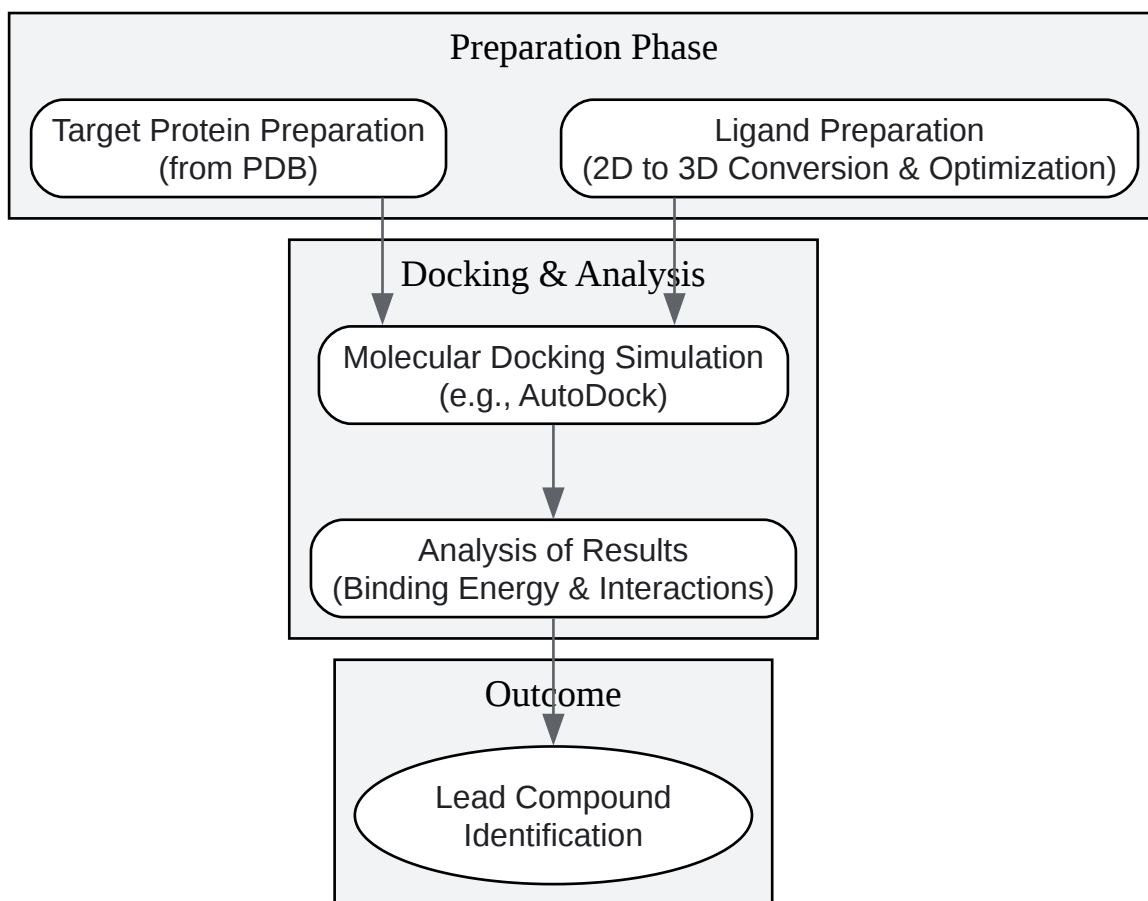 Preparation Phase
Target Protein Preparation
(from PDB)
Ligand Preparation
(2D to 3D Conversion & Optimization)
Docking & Analysis
Molecular Docking Simulation
(e.g., AutoDock)
Analysis of Results
(Binding Energy & Interactions)
Outcome
Lead Compound
Identification